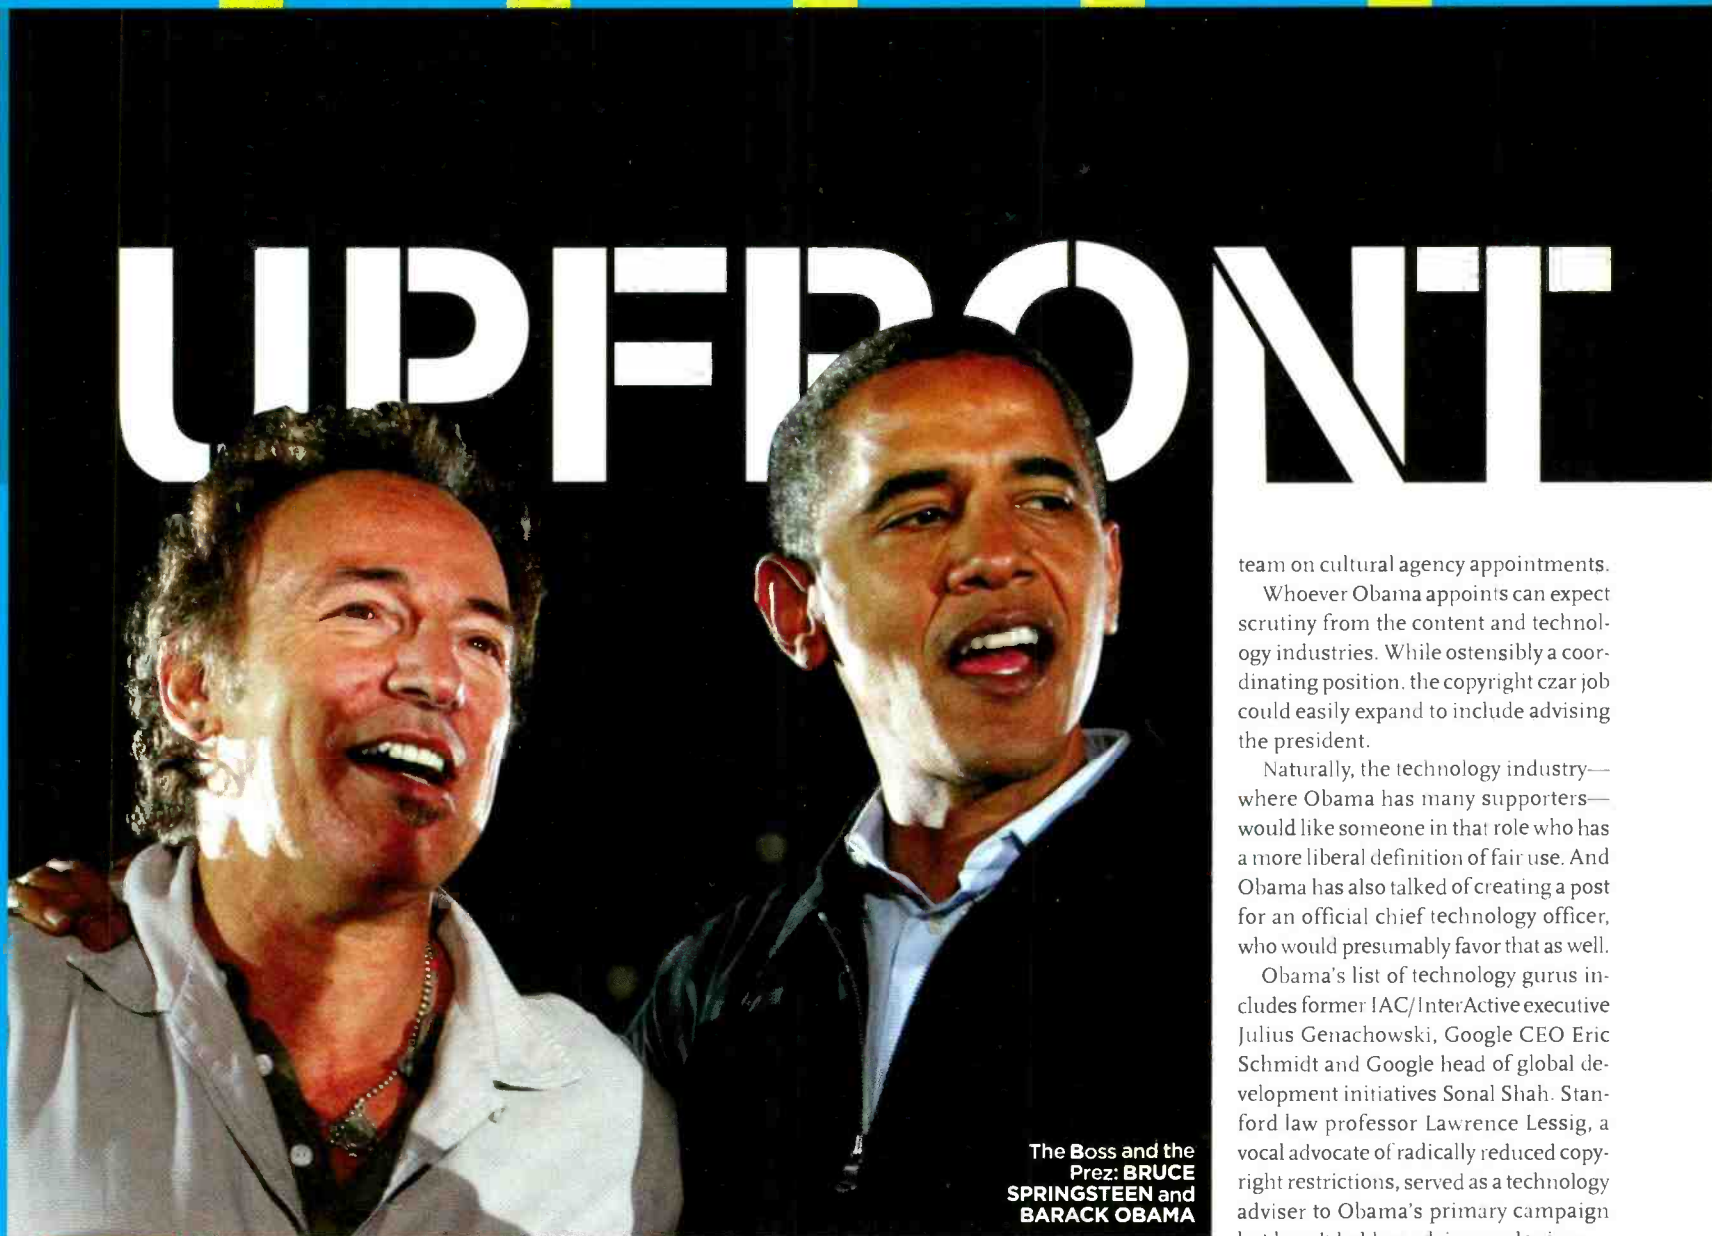 UPFRONT
The Boss and the
Prez: BRUCE
SPRINGSTEEN and
BARACK OBAMA
team on cultural agency appointments.
Whoever Obama appoints can expect
scrutiny from the content and technol-
ogy industries. While ostensibly a coor-
dinating position, the copyright czar job
could easily expand to include advising
the president.
Naturally, the technology industry—
where Obama has many supporters—
would like someone in that role who has
a more liberal definition of fair use. And
Obama has also talked of creating a post
for an official chief technology officer,
who would presumably favor that as well.
Obama's list of technology gurus in-
cludes former IAC/InterActive executive
Julius Genachowski, Google CEO Eric
Schmidt and Google head of global de-
velopment initiatives Sonal Shah. Stan-
ford law professor Lawrence Lessig, a
vocal advocate of radically reduced copy-
right restrictions, served as a technology
adviser to Obama's primary campaign